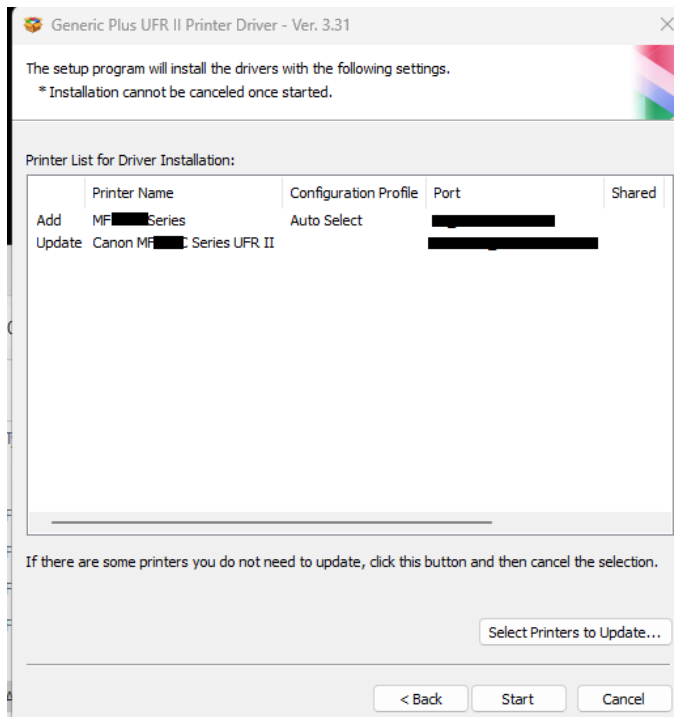 Generic Plus UFR II Printer Driver - Ver. 3.31
The setup program will install the drivers with the following settings.
* Installation cannot be canceled once started.
Printer List for Driver Installation:
Printer Name Configuration Profile Port Shared
Add MF Series Auto Select
Update Canon MF Series UFR II
If there are some printers you do not need to update, click this button and then cancel the selection.
Select Printers to Update...
< Back Start Cancel